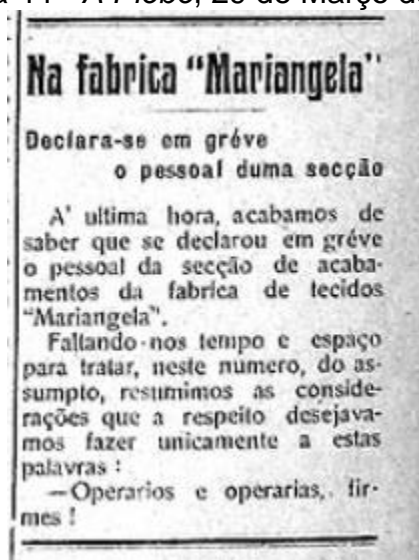 A Plebe, 2
de Março d
Na fabrica “Mariangela”
Declara-se em gréve
o pessoal duma secção
A' ultima hora, acabamos de
saber que se declarou em gréve
o pessoal da secção de acaba-
mentos da fabrica de tecidos
“Mariangela”.
Faltando-nos tempo e espaço
para tratar, neste numero, do as-
sumpto, resumimos as conside-
rações que a respeito desejava-
mos fazer unicamente a estas
palavras :
—Operarios e operarias, fir-
mes !